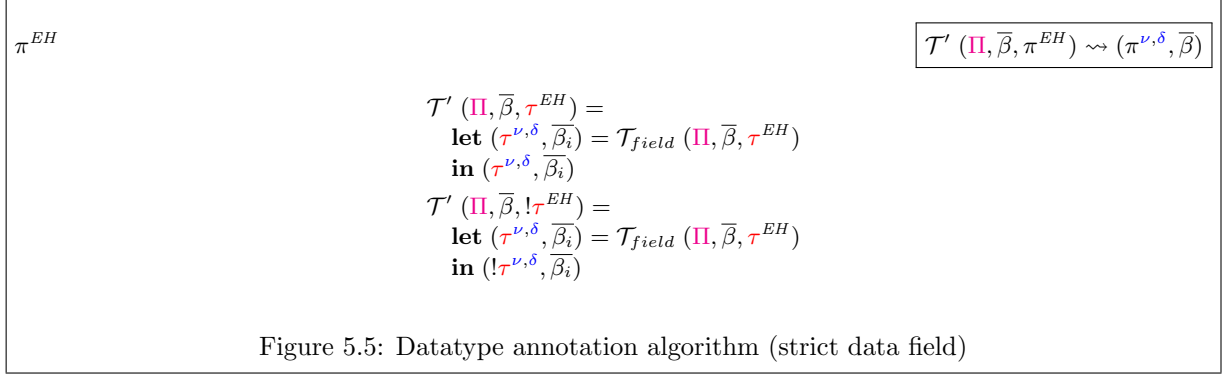 π^{EH}
𝒯′ (Π, β̅, π^{EH}) ⇝ (π^{ν,δ}, β̅)
𝒯′ (Π, β̅, τ^{EH}) =
let (τ^{ν,δ}, β̅_i) = 𝒯_{field} (Π, β̅, τ^{EH})
in (τ^{ν,δ}, β̅_i)
𝒯′ (Π, β̅, !τ^{EH}) =
let (τ^{ν,δ}, β̅_i) = 𝒯_{field} (Π, β̅, τ^{EH})
in (!τ^{ν,δ}, β̅_i)
Figure 5.5: Datatype annotation algorithm (strict data field)